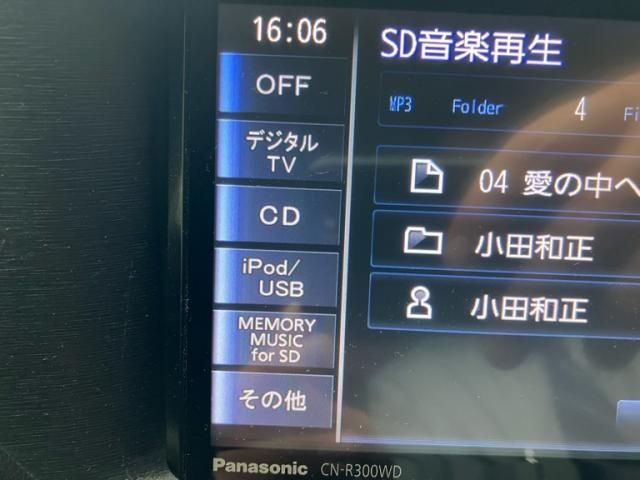 16:06
SD音楽再生
OFF
MP3 Folder 4 Fi
デジタル
TV
04 愛の中へ
CD
小田和正
iPod/
USB
小田和正
MEMORY
MUSIC
for SD
その他
Panasonic CN-R300WD